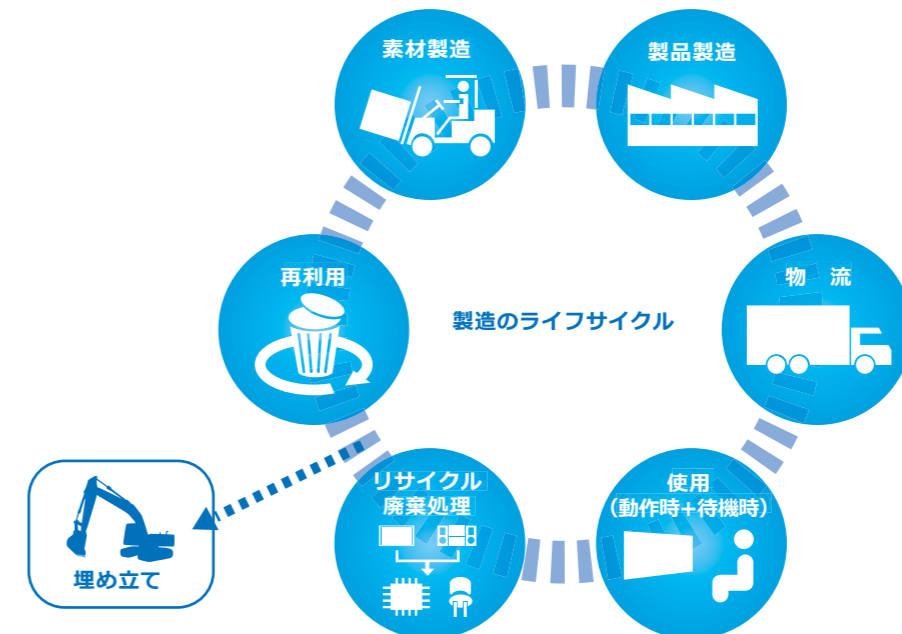 素材製造
製品製造
再利用
物　流
製造のライフサイクル
リサイクル
廃棄処理
使用
（動作時+待機時）
埋め立て